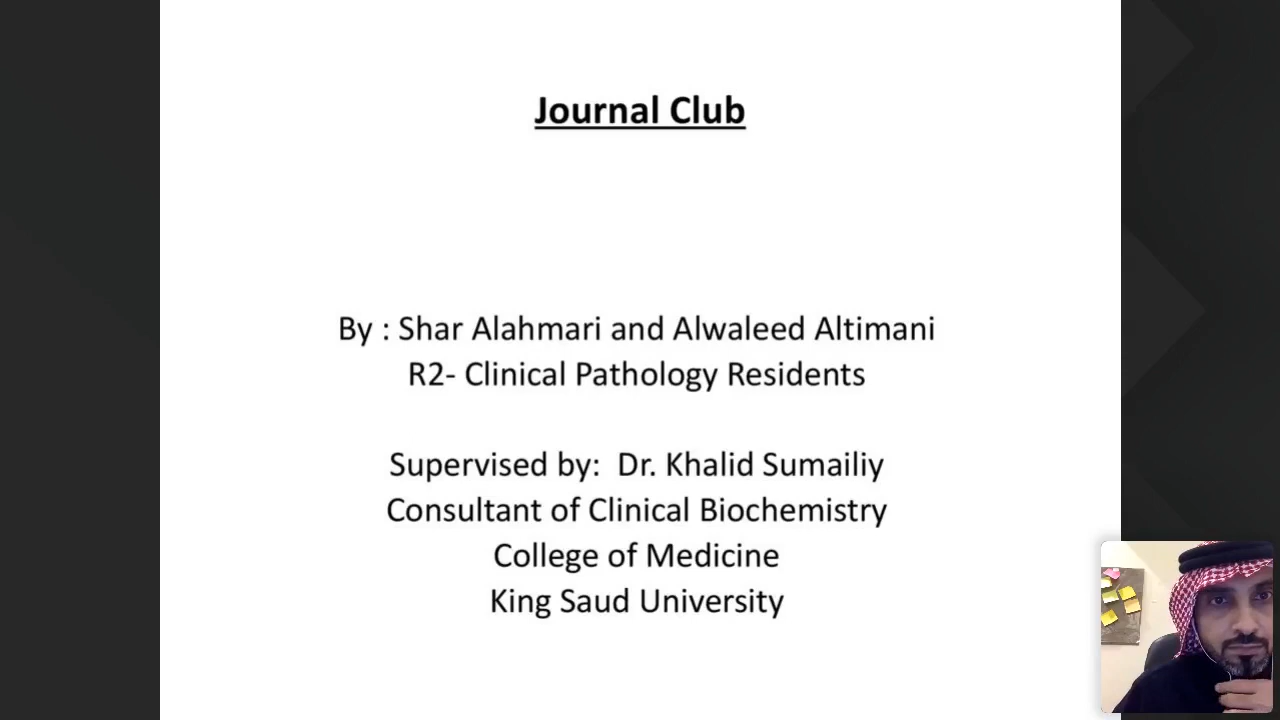 Journal Club
By : Shar Alahmari and Alwaleed Altimani
R2- Clinical Pathology Residents
Supervised by:  Dr. Khalid Sumailiy
Consultant of Clinical Biochemistry
College of Medicine
King Saud University